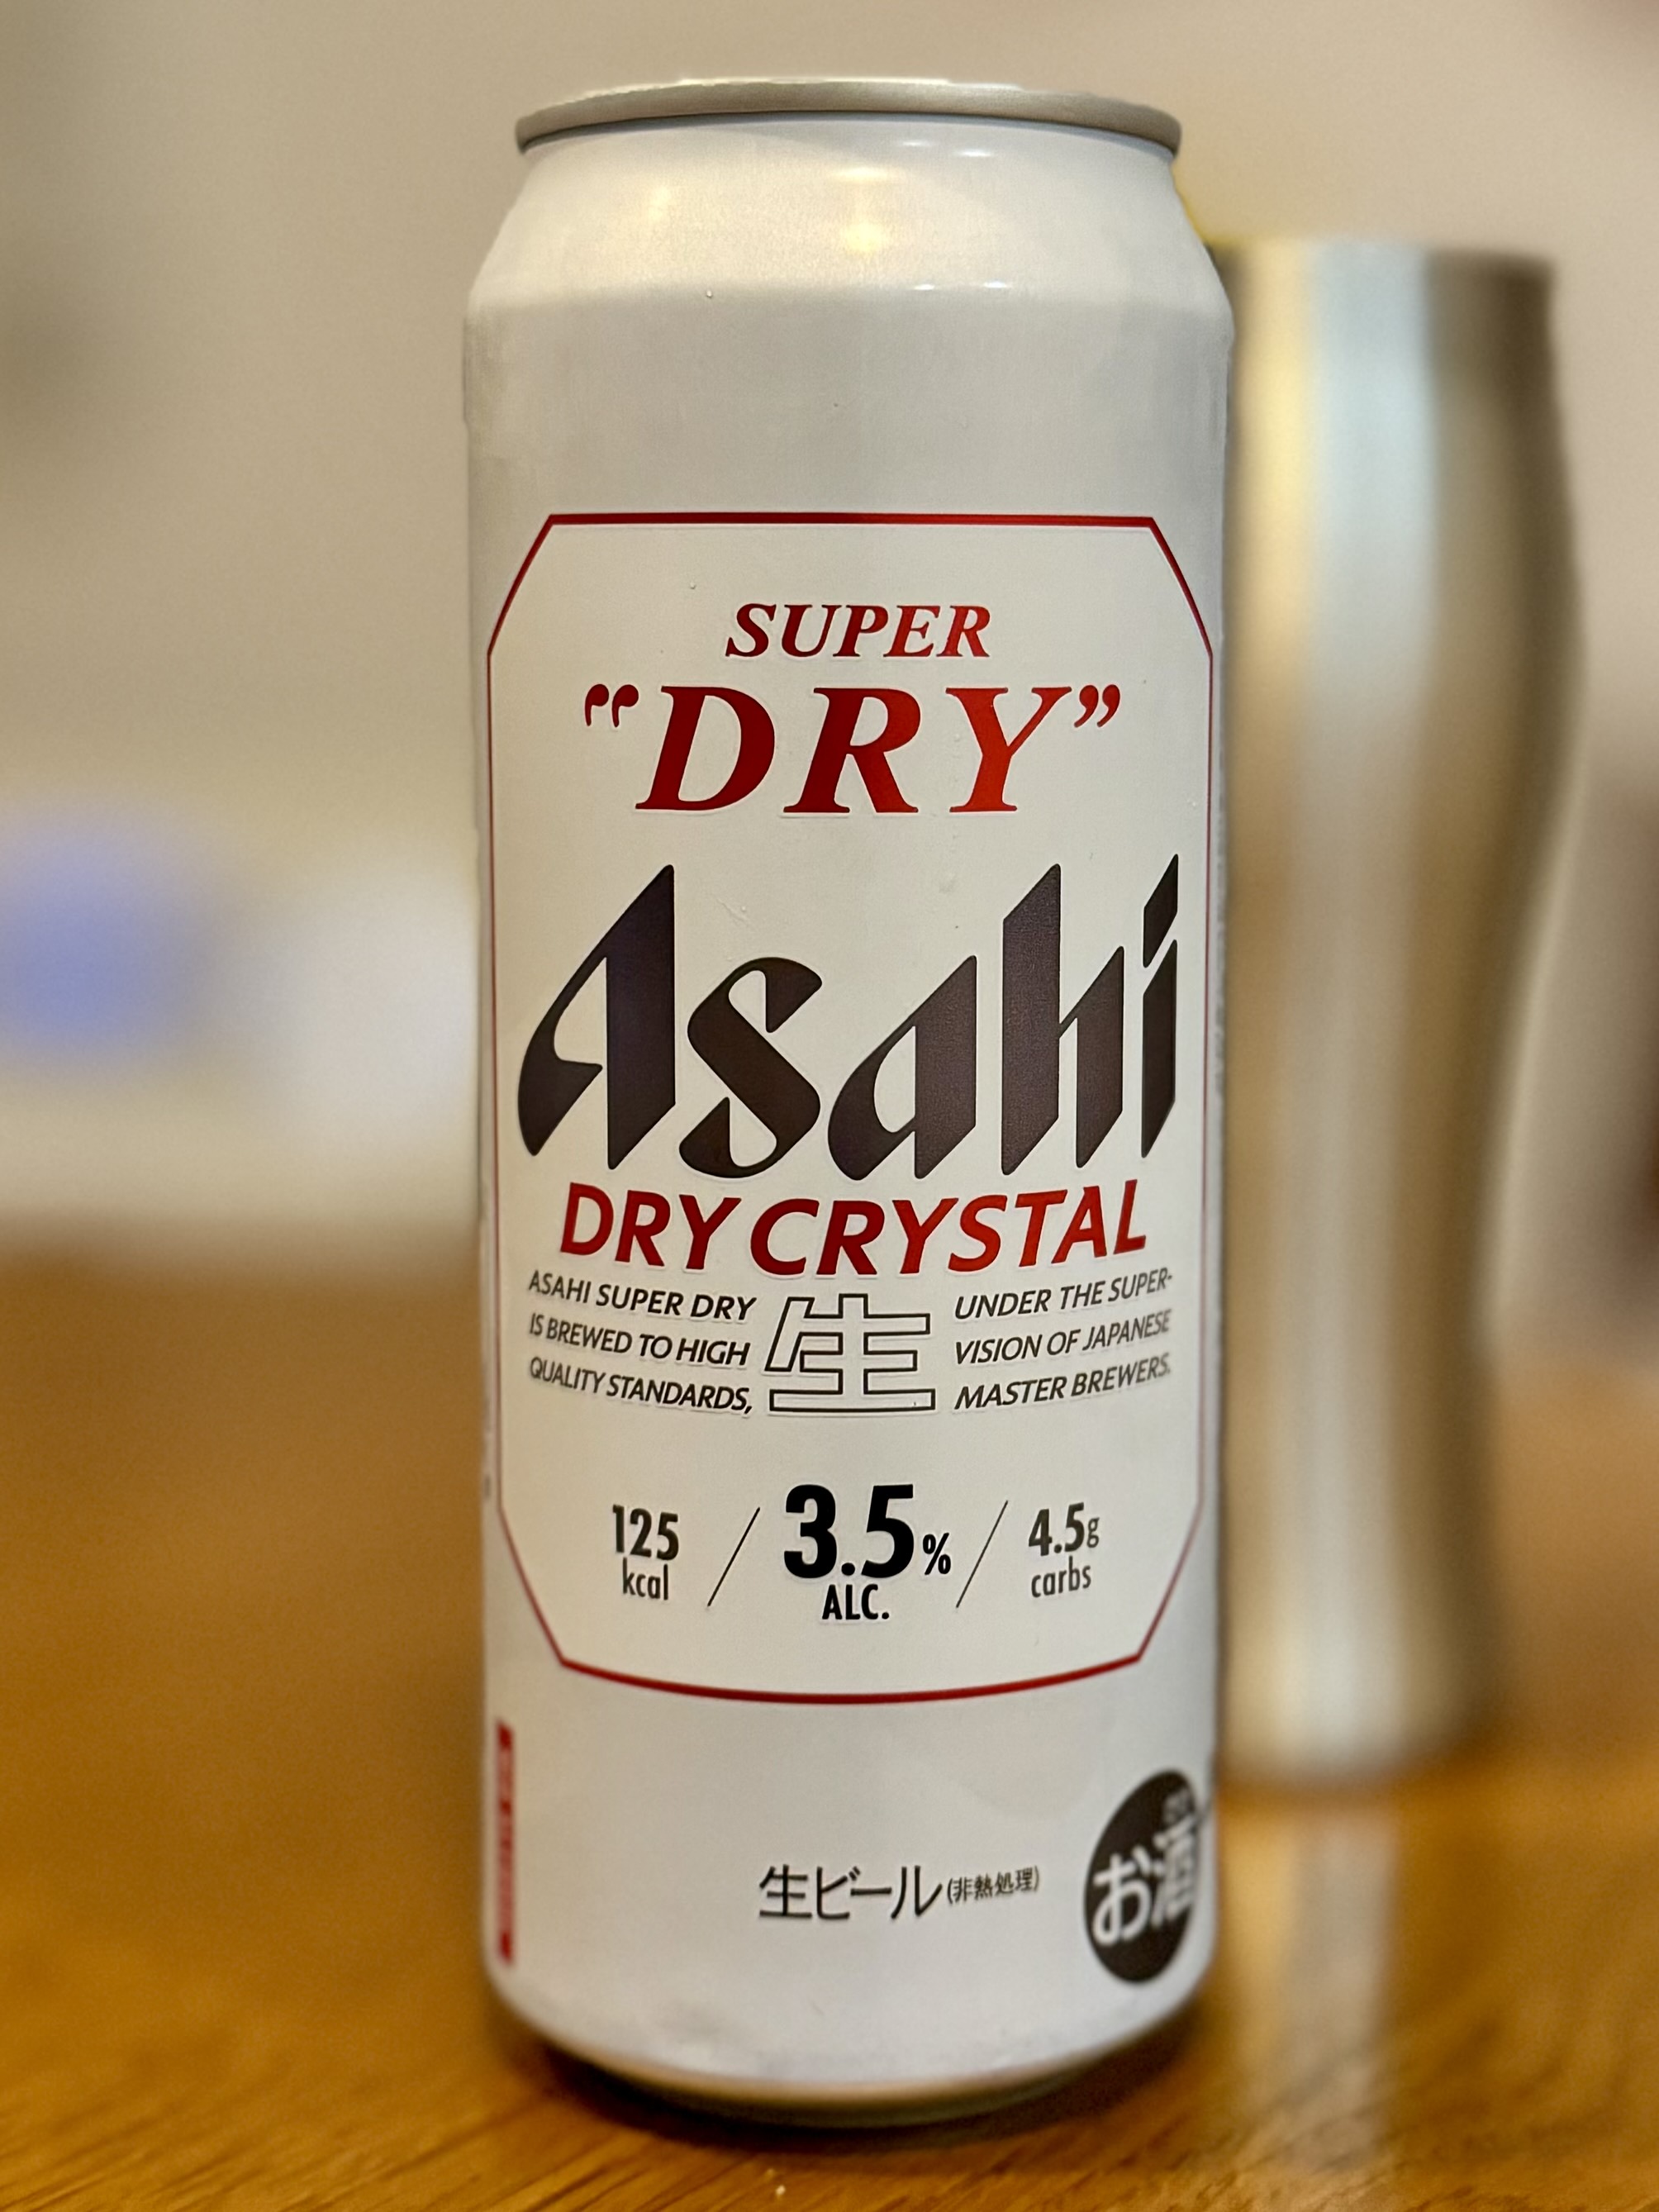 SUPER
“DRY”
Asahi
DRY CRYSTAL
ASAHI SUPER DRY
IS BREWED TO HIGH
QUALITY STANDARDS,
生
UNDER THE SUPER-
VISION OF JAPANESE
MASTER BREWERS.
125
kcal
3.5%
ALC.
4.5g
carbs
生ビール(非熱処理)
お酒